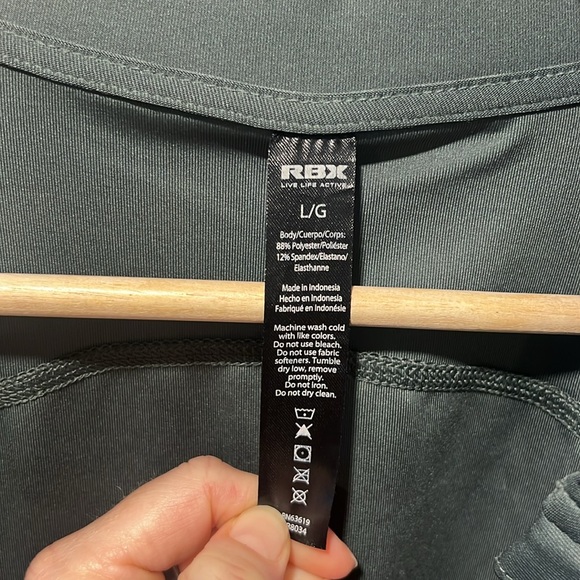 RBX
LIVE LIFE ACTIVE
L/G
Body/Cuerpo/Corps:
88% Polyester/Poliéster
12% Spandex/Elastano/
Elasthanne
Made in Indonesia
Hecho en Indonesia
Fabriqué en Indonésie
Machine wash cold
with like colors.
Do not use bleach.
Do not use fabric
softeners. Tumble
dry low, remove
promptly.
Do not iron.
Do not dry clean.
RN63619